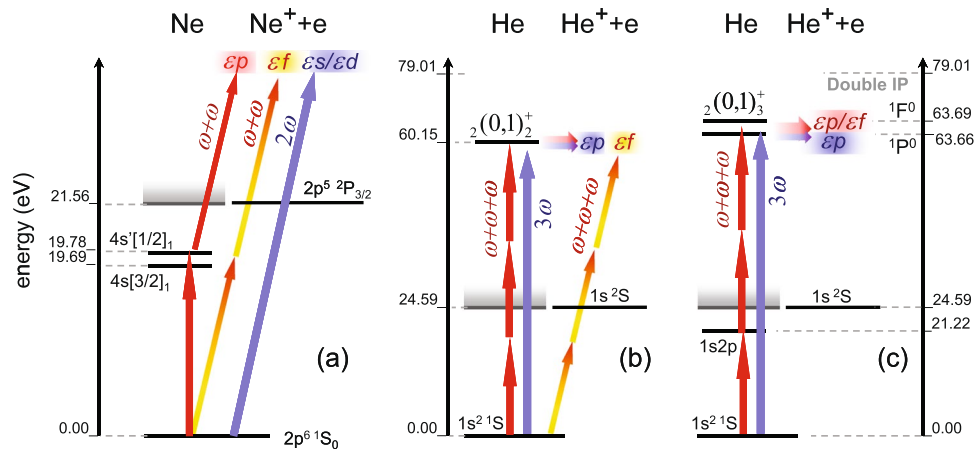 Ne Ne⁺+e
εp εf εs/εd
ω+ω
ω+ω
2ω
energy (eV)
21.56
19.78
19.69
0.00
2p⁵ ²P₃/₂
4s'[1/2]₁
4s[3/2]₁
(a)
2p⁶ ¹S₀
He He⁺+e
79.01
60.15
24.59
0.00
₂(0,1)₂⁺
εp εf
ω+ω+ω
3ω
ω+ω+ω
1s ²S
(b)
1s² ¹S
He He⁺+e
79.01
Double IP
₂(0,1)₃⁺
¹F⁰
63.69
εp/εf
εp
¹P⁰
63.66
ω+ω+ω
3ω
1s ²S
24.59
1s2p
21.22
(c)
1s² ¹S
0.00